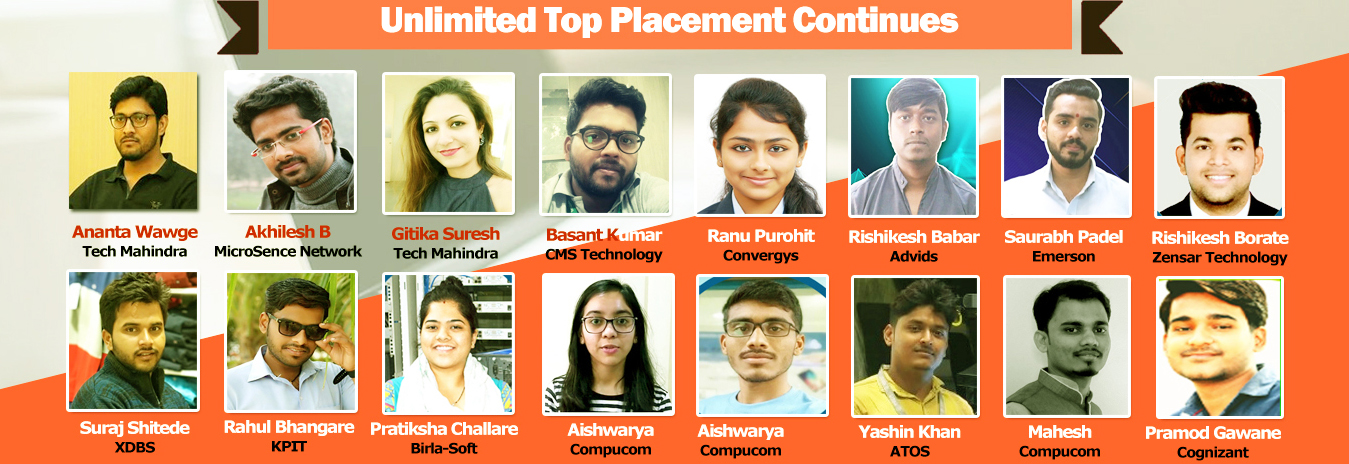 Unlimited Top Placement Continues
Ananta Wawge
Tech Mahindra
Akhilesh B
MicroSence Network
Gitika Suresh
Tech Mahindra
Basant Kumar
CMS Technology
Ranu Purohit
Convergys
Rishikesh Babar
Advids
Saurabh Padel
Emerson
Rishikesh Borate
Zensar Technology
Suraj Shitede
XDBS
Rahul Bhangare
KPIT
Pratiksha Challare
Birla-Soft
Aishwarya
Compucom
Aishwarya
Compucom
Yashin Khan
ATOS
Mahesh
Compucom
Pramod Gawane
Cognizant